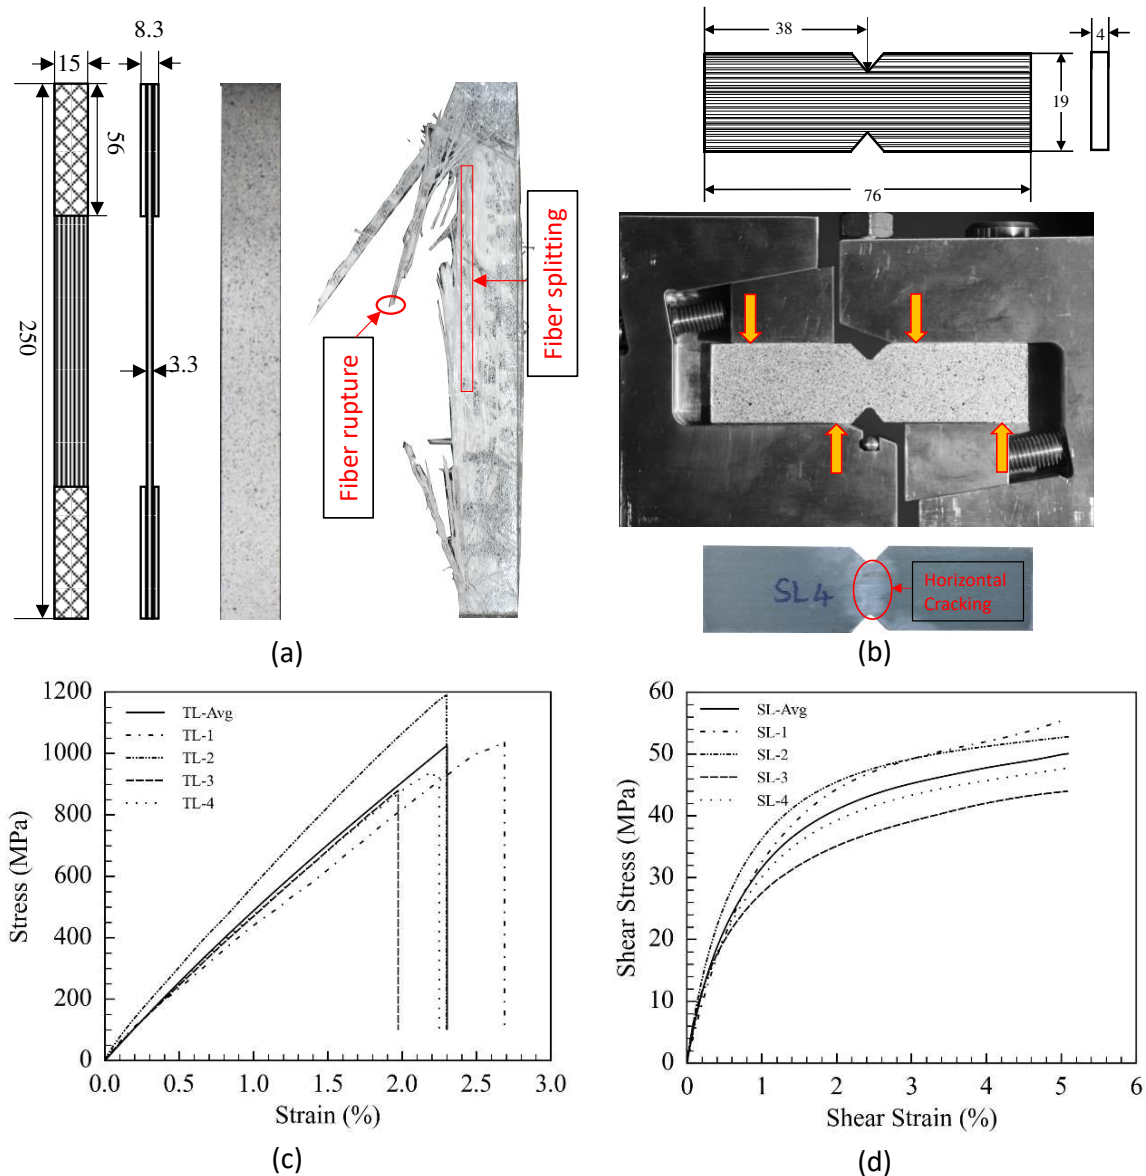 8.3
15
56
250
3.3
Fiber rupture
Fiber splitting
(a)
38
4
19
76
SL4
Horizontal
Cracking
(b)
1200
1000
800
600
400
200
0
0.0 0.5 1.0 1.5 2.0 2.5 3.0
Stress (MPa)
Strain (%)
TL-Avg
TL-1
TL-2
TL-3
TL-4
(c)
60
50
40
30
20
10
0
0 1 2 3 4 5 6
Shear Stress (MPa)
Shear Strain (%)
SL-Avg
SL-1
SL-2
SL-3
SL-4
(d)